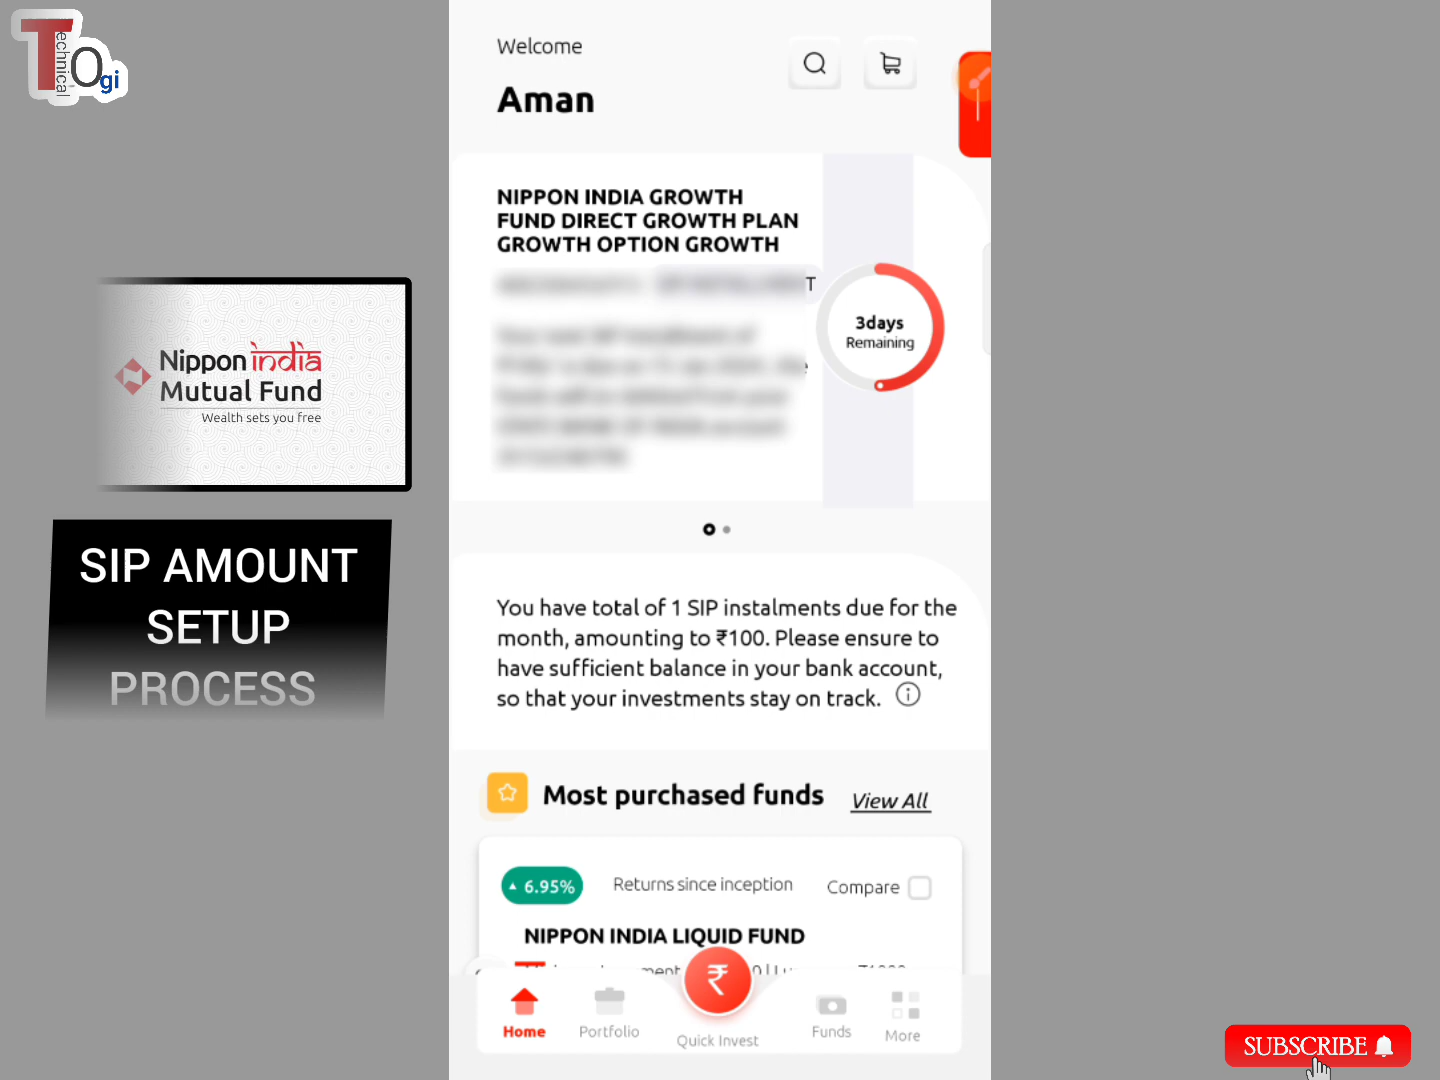 Technical Ogi
Welcome
Aman
NIPPON INDIA GROWTH
FUND DIRECT GROWTH PLAN
GROWTH OPTION GROWTH
T
3days
Remaining
Nippon india
Mutual Fund
Wealth sets you free
SIP AMOUNT
SETUP
PROCESS
You have total of 1 SIP instalments due for the
month, amounting to ₹100. Please ensure to
have sufficient balance in your bank account,
so that your investments stay on track.
Most purchased funds View All
6.95% Returns since inception Compare
NIPPON INDIA LIQUID FUND
₹
Home Portfolio Quick Invest Funds More
SUBSCRIBE